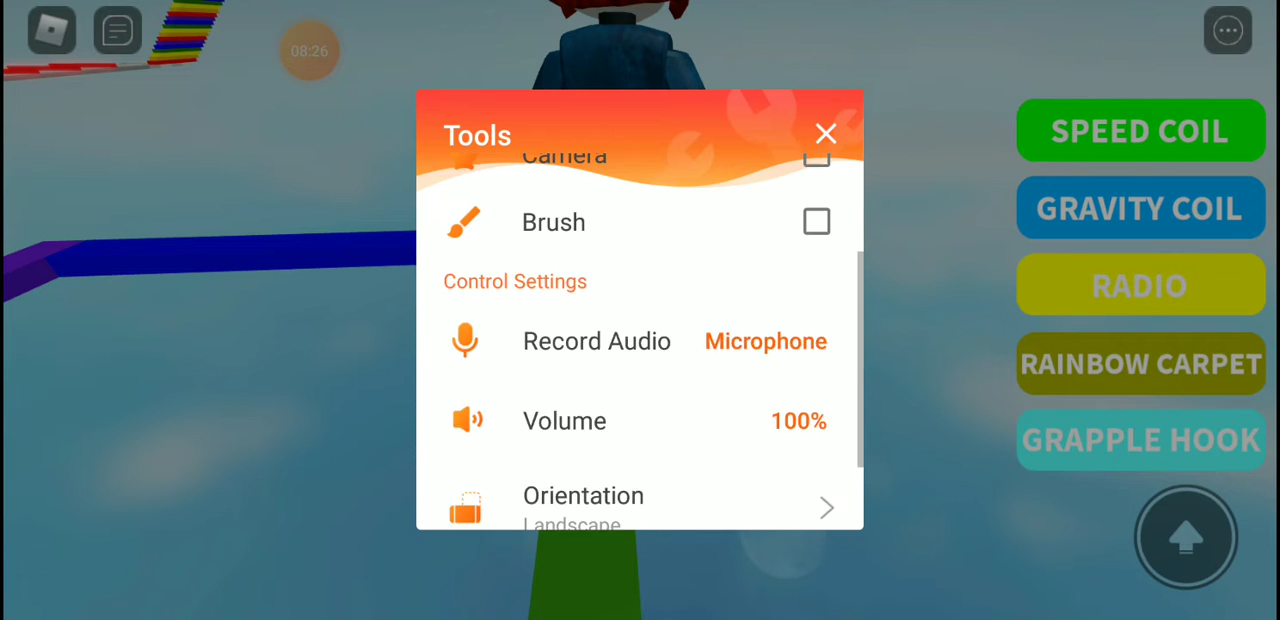 08:26
Tools
Camera
Brush
Control Settings
Record Audio Microphone
Volume 100%
Orientation
Landscape
SPEED COIL
GRAVITY COIL
RADIO
RAINBOW CARPET
GRAPPLE HOOK